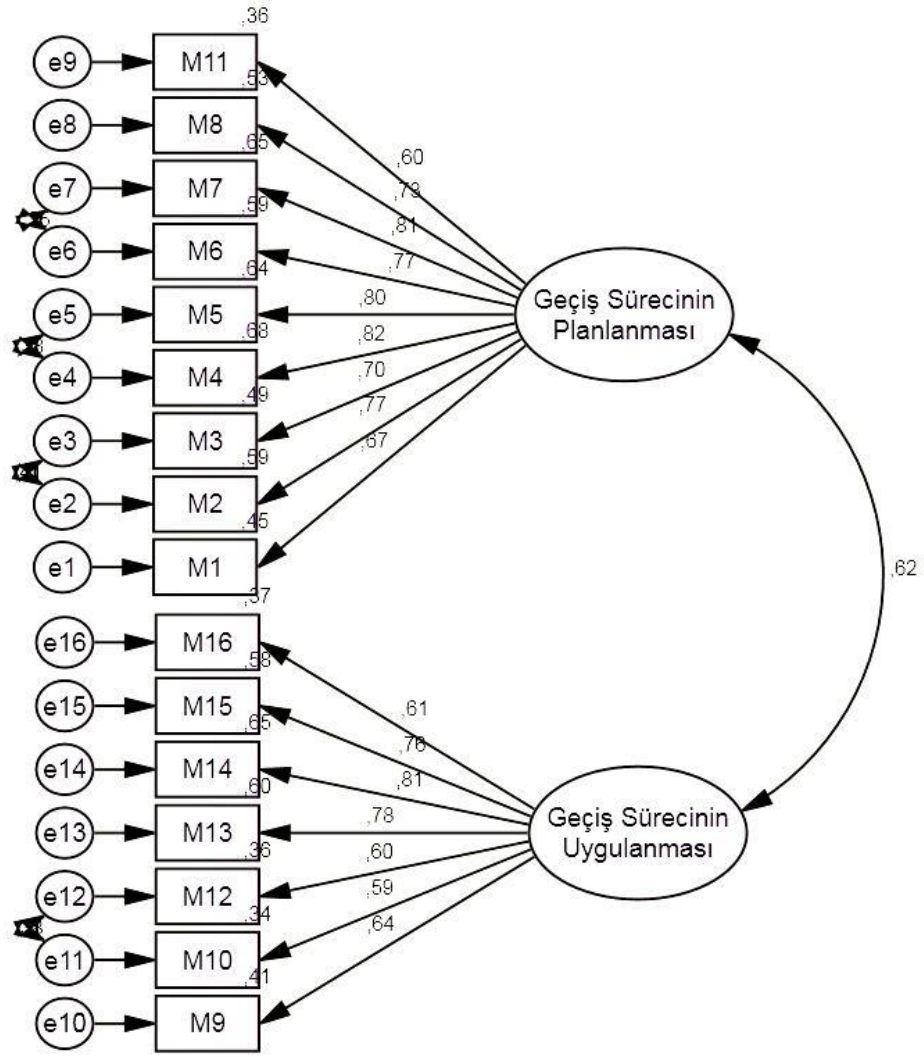 ,36
e9 M11
,53
e8 M8
,65
e7 M7
,59
e6 M6
,64
e5 M5
,68
e4 M4
,49
e3 M3
,59
e2 M2
,45
e1 M1
,60
,73
,81
,77
,80
,82
,70
,77
,67
Geçiş Sürecinin
Planlanması
,62
,37
e16 M16
,58
e15 M15
,65
e14 M14
,60
e13 M13
,36
e12 M12
,34
e11 M10
,41
e10 M9
,61
,76
,81
,78
,60
,59
,64
Geçiş Sürecinin
Uygulanması